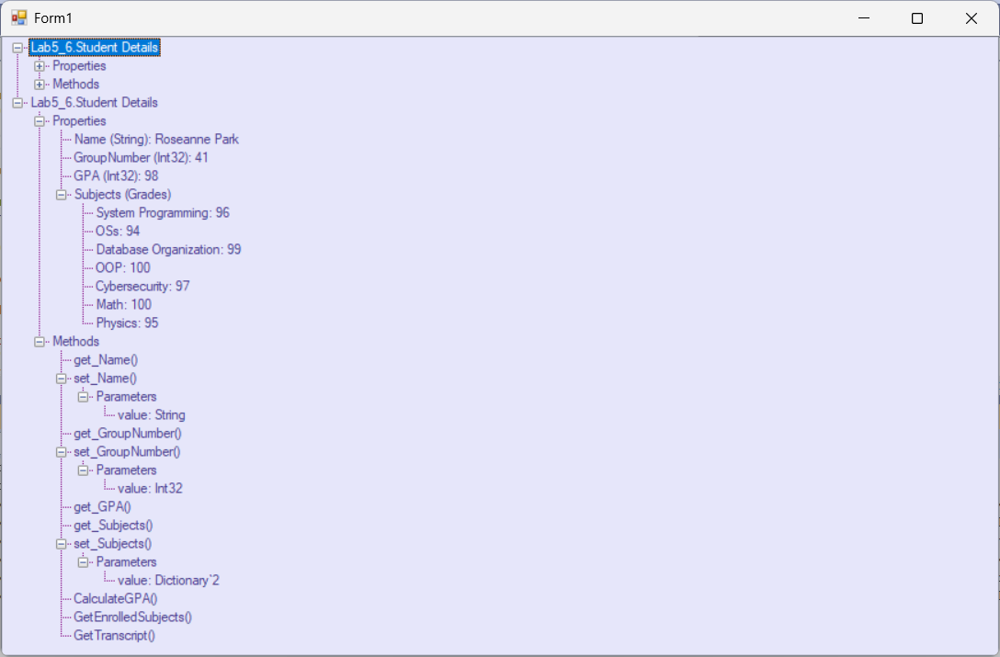 Form1
Lab5_6.Student Details
Properties
Methods
Lab5_6.Student Details
Properties
Name (String): Roseanne Park
GroupNumber (Int32): 41
GPA (Int32): 98
Subjects (Grades)
System Programming: 96
OSs: 94
Database Organization: 99
OOP: 100
Cybersecurity: 97
Math: 100
Physics: 95
Methods
get_Name()
set_Name()
Parameters
value: String
get_GroupNumber()
set_GroupNumber()
Parameters
value: Int32
get_GPA()
get_Subjects()
set_Subjects()
Parameters
value: Dictionary`2
CalculateGPA()
GetEnrolledSubjects()
GetTranscript()